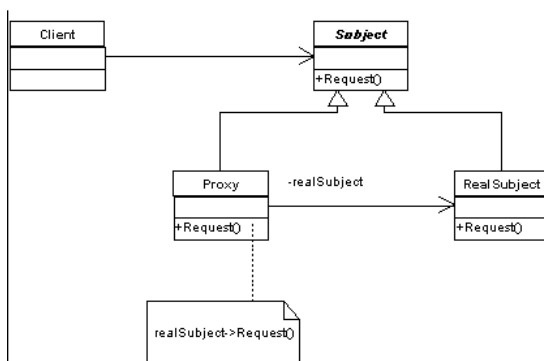 Client
Subject
+Request()
Proxy
-realSubject
RealSubject
+Request()
+Request()
realSubject->Request()